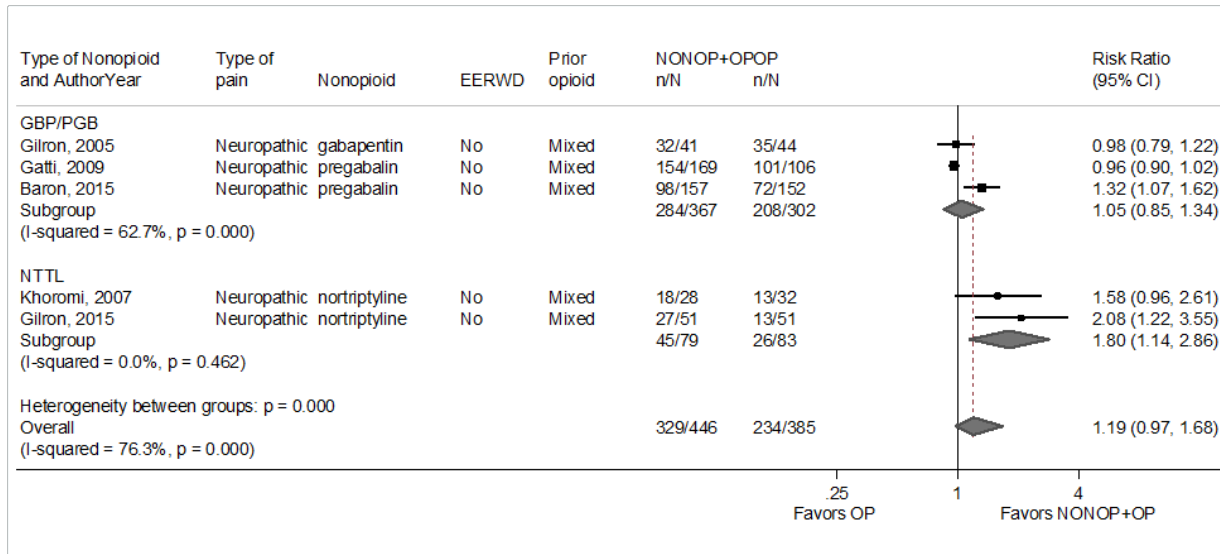 Type of Nonopioid Type of Prior NONOP+OPOP Risk Ratio
and AuthorYear pain Nonopioid EERWD opioid n/N n/N (95% CI)
GBP/PGB
Gilron, 2005 Neuropathic gabapentin No Mixed 32/41 35/44 0.98 (0.79, 1.22)
Gatti, 2009 Neuropathic pregabalin No Mixed 154/169 101/106 0.96 (0.90, 1.02)
Baron, 2015 Neuropathic pregabalin No Mixed 98/157 72/152 1.32 (1.07, 1.62)
Subgroup 284/367 208/302 1.05 (0.85, 1.34)
(I-squared = 62.7%, p = 0.000)
NTTL
Khoromi, 2007 Neuropathic nortriptyline No Mixed 18/28 13/32 1.58 (0.96, 2.61)
Gilron, 2015 Neuropathic nortriptyline No Mixed 27/51 13/51 2.08 (1.22, 3.55)
Subgroup 45/79 26/83 1.80 (1.14, 2.86)
(I-squared = 0.0%, p = 0.462)
Heterogeneity between groups: p = 0.000
Overall 329/446 234/385 1.19 (0.97, 1.68)
(I-squared = 76.3%, p = 0.000)
.25 1 4
Favors OP Favors NONOP+OP